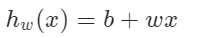 h_w(x) = b + wx